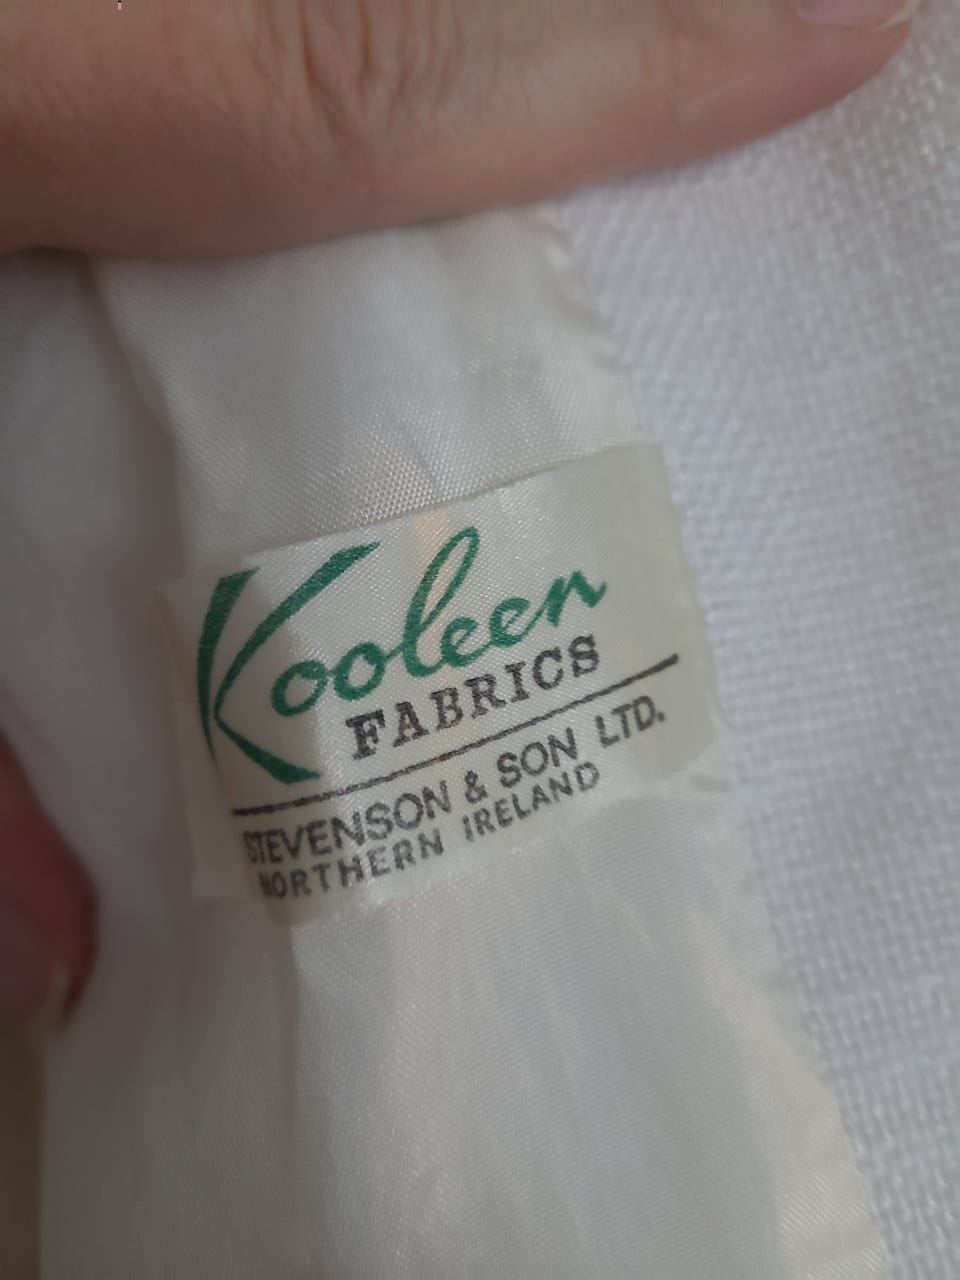 Kooleen
FABRICS
STEVENSON & SON LTD.
NORTHERN IRELAND